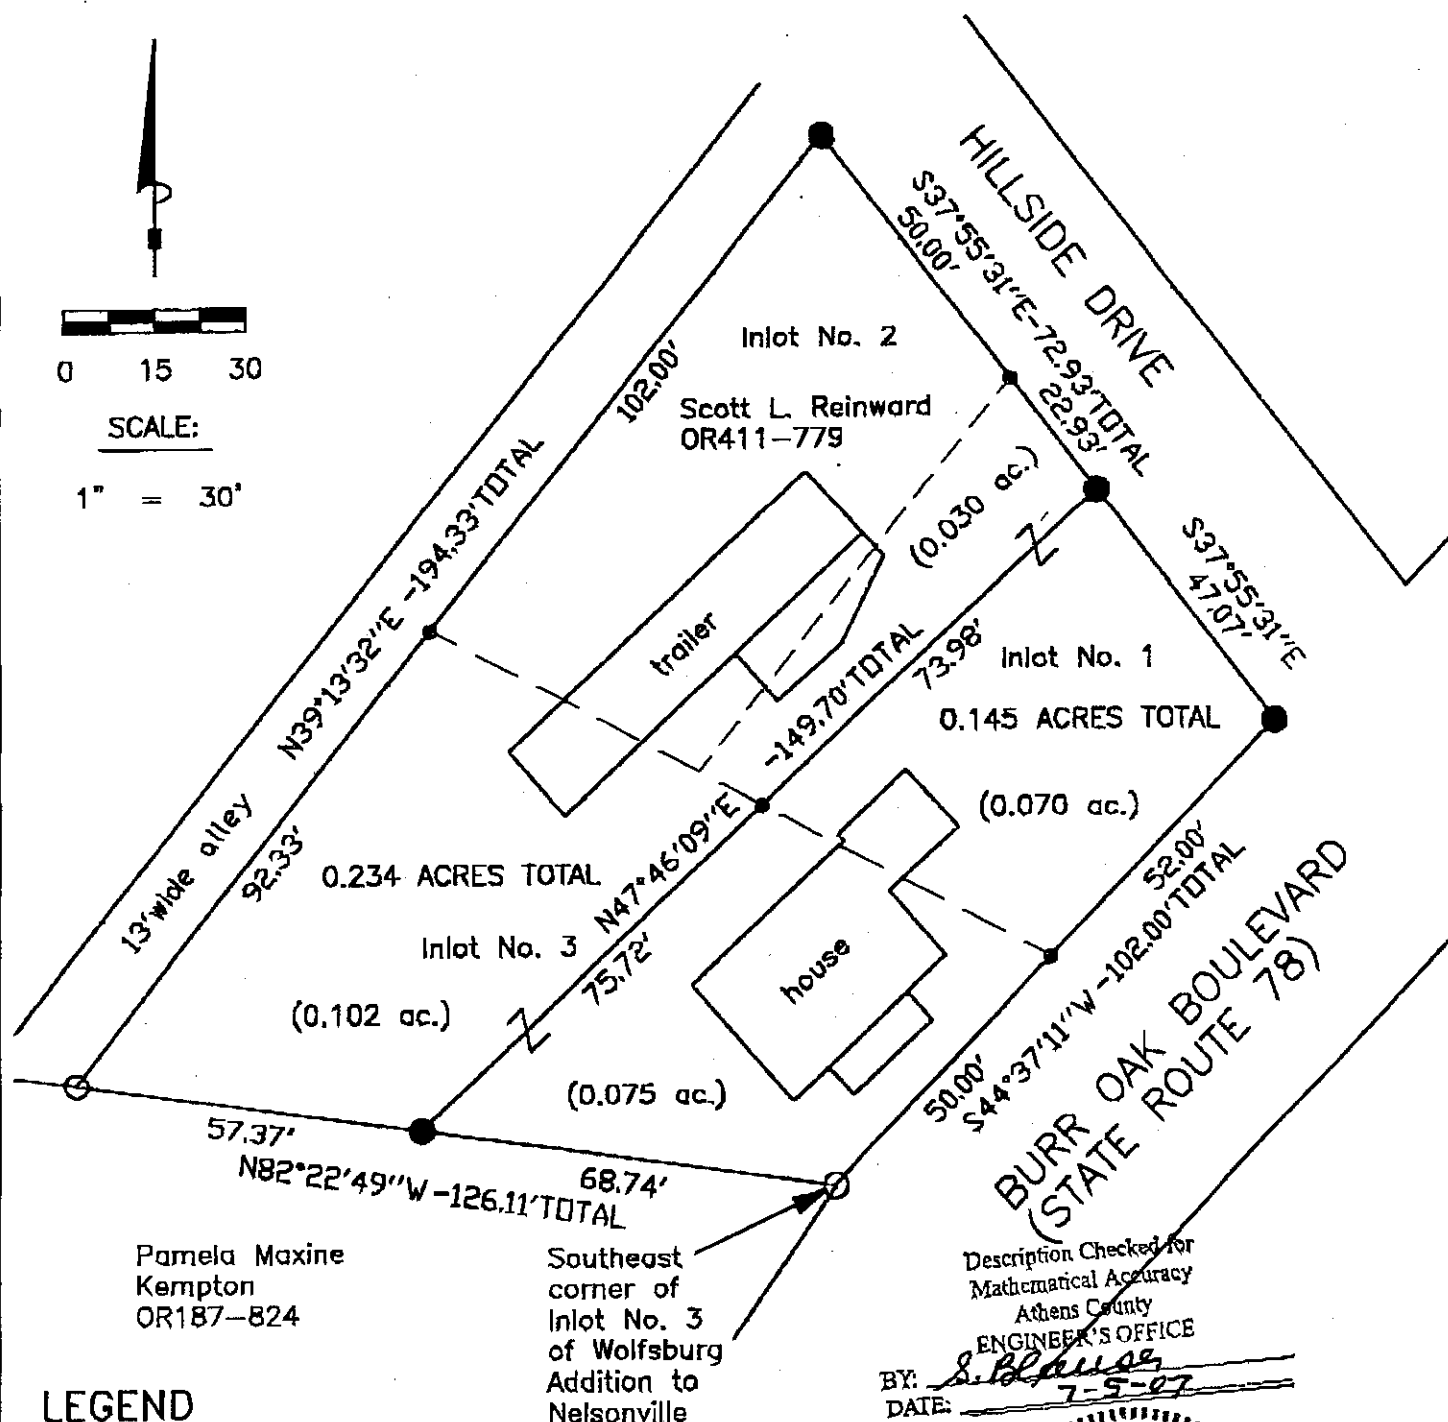 HILLSIDE DRIVE
S37°55'31"E-72.93'TOTAL
50.00'
22.93'
0 15 30
SCALE:
1" = 30'
Inlot No. 2
Scott L. Reinward
OR411-779
102.00'
(0.030 ac.)
N39°13'32"E -194.33'TOTAL
S37°55'31"E
47.07'
trailer
73.98'
Inlot No. 1
0.145 ACRES TOTAL
N47°46'09"E -149.70'TOTAL
(0.070 ac.)
13'wide alley
92.33'
0.234 ACRES TOTAL
52.00'
Inlot No. 3
75.72'
house
(0.102 ac.)
S44°37'11"W -102.00'TOTAL
50.00'
BURR OAK BOULEVARD
(STATE ROUTE 78)
(0.075 ac.)
57.37'
68.74'
N82°22'49"W -126.11'TOTAL
Pamela Maxine
Kempton
OR187-824
Southeast
corner of
Inlot No. 3
of Wolfsburg
Addition to
Nelsonville
Description Checked for
Mathematical Accuracy
Athens County
ENGINEER'S OFFICE
BY:
DATE: 7-5-07
LEGEND